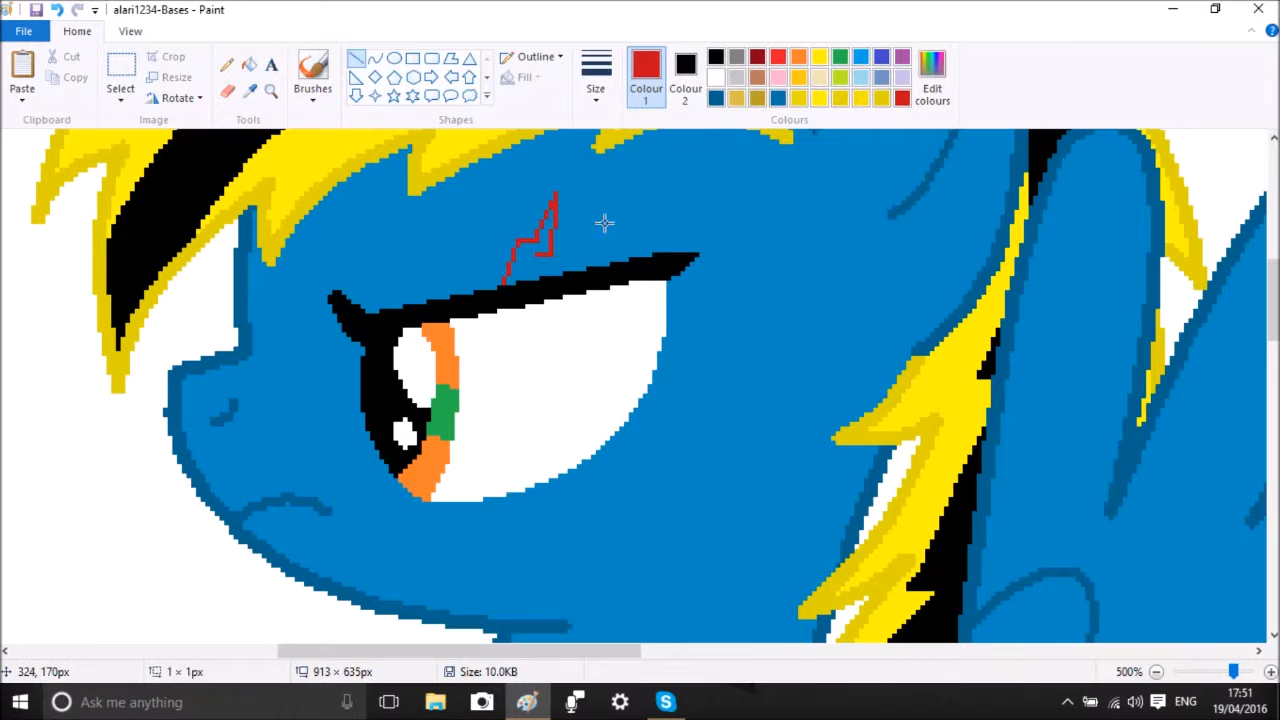 alari1234-Bases - Paint
File Home View
Paste Cut Copy
Clipboard
Select Crop Resize Rotate
Image
A
Tools
Brushes
Outline Fill
Shapes
Size
Colour 1 Colour 2
Edit colours
Colours
324, 170px 1 × 1px 913 × 635px Size: 10.0KB 500%
Ask me anything
ENG
17:51
19/04/2016